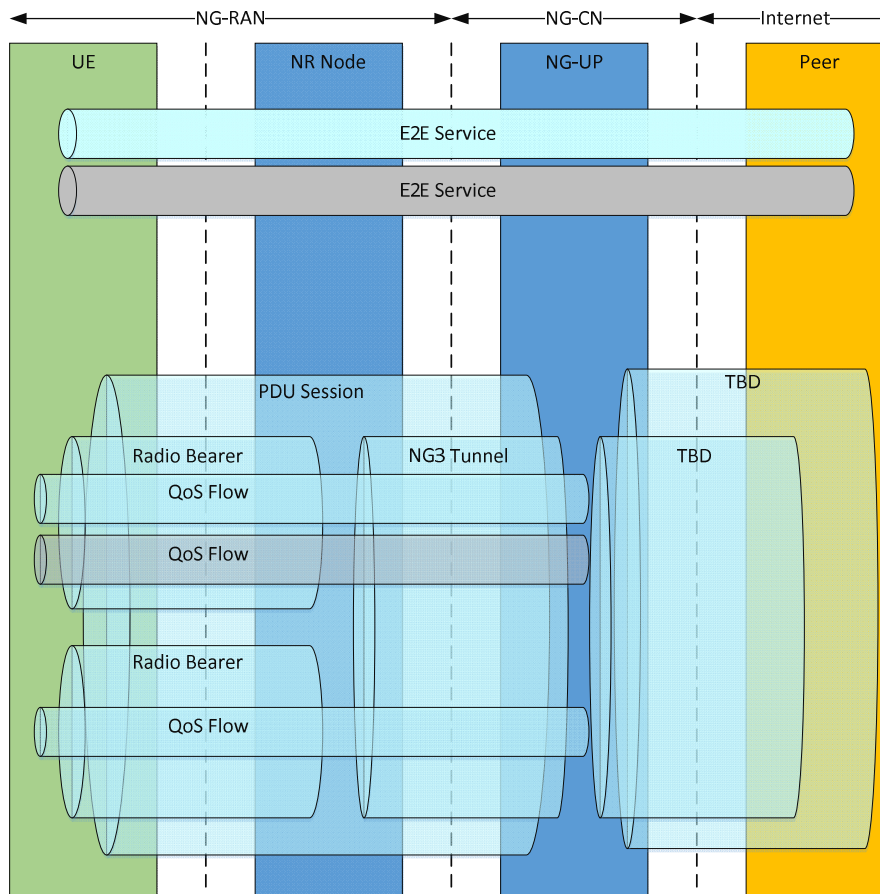 NG-RAN
NG-CN
Internet
UE
NR Node
NG-UP
Peer
E2E Service
E2E Service
PDU Session
TBD
Radio Bearer
NG3 Tunnel
TBD
QoS Flow
QoS Flow
Radio Bearer
QoS Flow